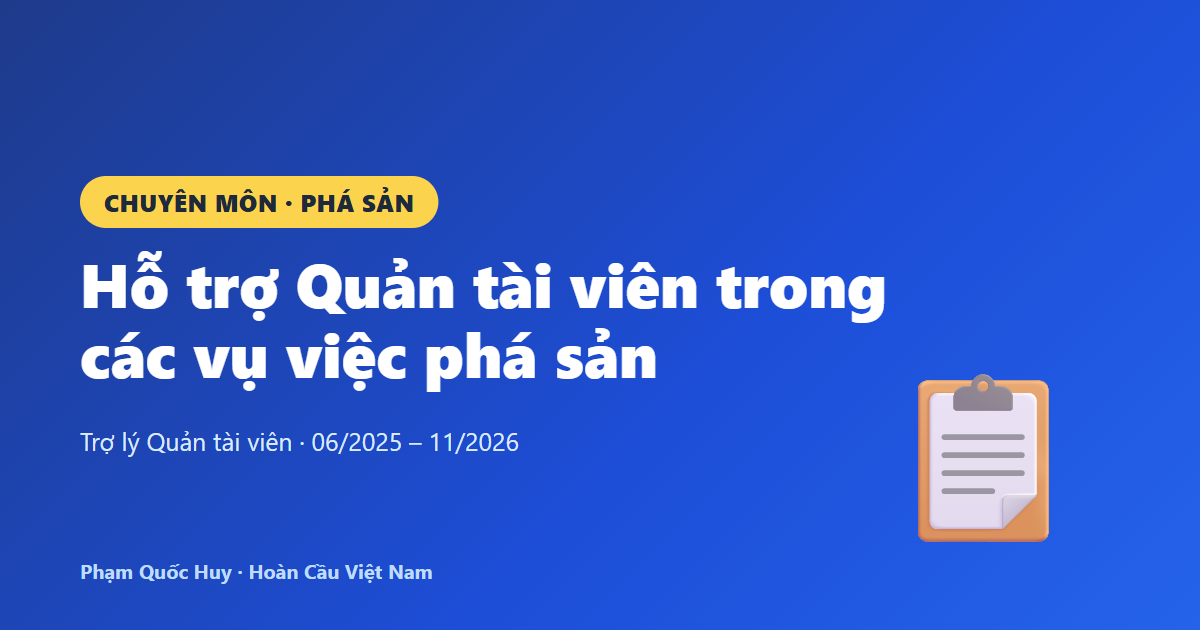 CHUYÊN MÔN · PHÁ SẢN
Hỗ trợ Quản tài viên trong
các vụ việc phá sản
Trợ lý Quản tài viên · 06/2025 – 11/2026
Phạm Quốc Huy · Hoàn Cầu Việt Nam